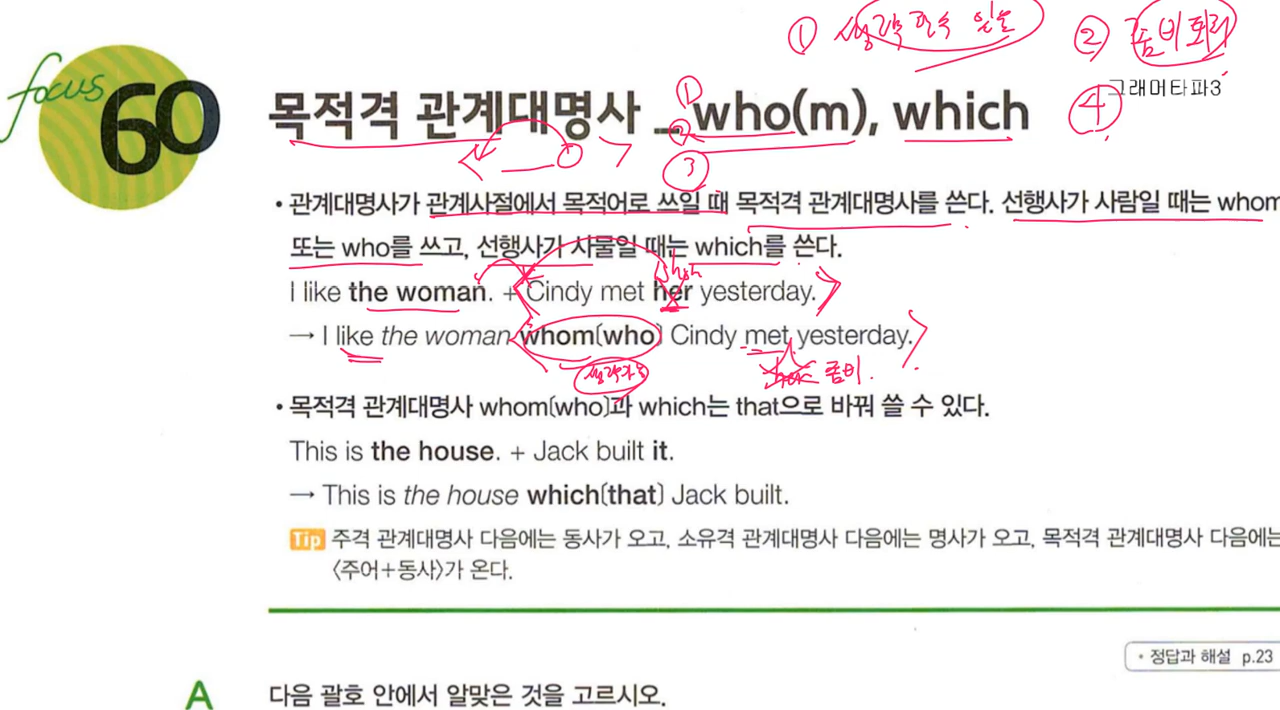 ① 생략 될 수 있음 ② 좀비 회리
focus
60
목적격 관계대명사 _ who(m), which
그래머타파3
① ② ③ ④
• 관계대명사가 관계사절에서 목적어로 쓰일 때 목적격 관계대명사를 쓴다. 선행사가 사람일 때는 whom
또는 who를 쓰고, 선행사가 사물일 때는 which를 쓴다.
I like the woman. + Cindy met her yesterday.
→ I like the woman whom(who) Cindy met yesterday.
생략가능
좀비.
• 목적격 관계대명사 whom(who)과 which는 that으로 바꿔 쓸 수 있다.
This is the house. + Jack built it.
→ This is the house which(that) Jack built.
Tip 주격 관계대명사 다음에는 동사가 오고, 소유격 관계대명사 다음에는 명사가 오고, 목적격 관계대명사 다음에는
〈주어+동사〉가 온다.
• 정답과 해설 p.23
A 다음 괄호 안에서 알맞은 것을 고르시오.